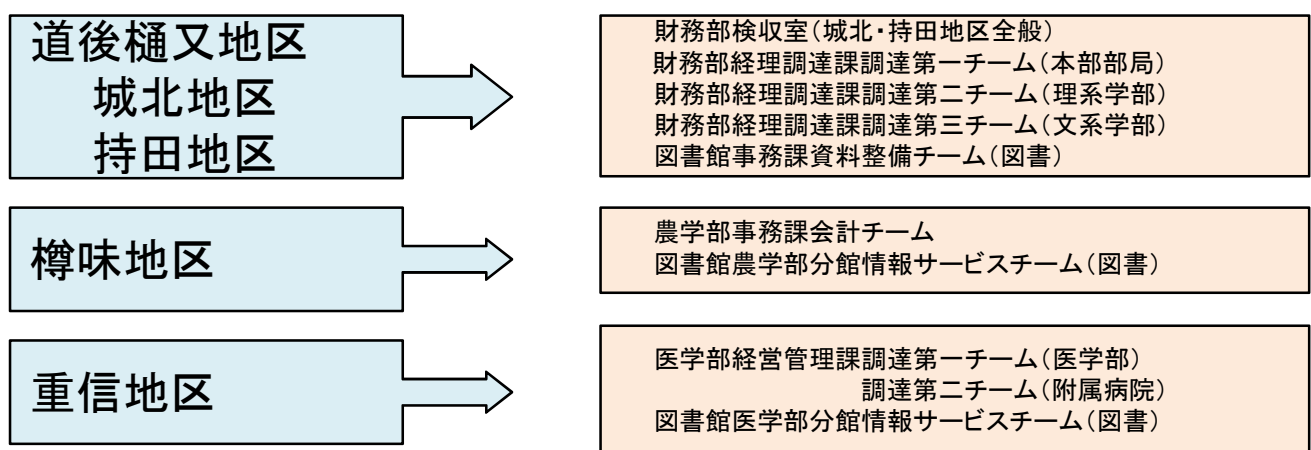 道後樋又地区
城北地区
持田地区
財務部検収室（城北・持田地区全般）
財務部経理調達課調達第一チーム（本部部局）
財務部経理調達課調達第二チーム（理系学部）
財務部経理調達課調達第三チーム（文系学部）
図書館事務課資料整備チーム（図書）
樽味地区
農学部事務課会計チーム
図書館農学部分館情報サービスチーム（図書）
重信地区
医学部経営管理課調達第一チーム（医学部）
調達第二チーム（附属病院）
図書館医学部分館情報サービスチーム（図書）